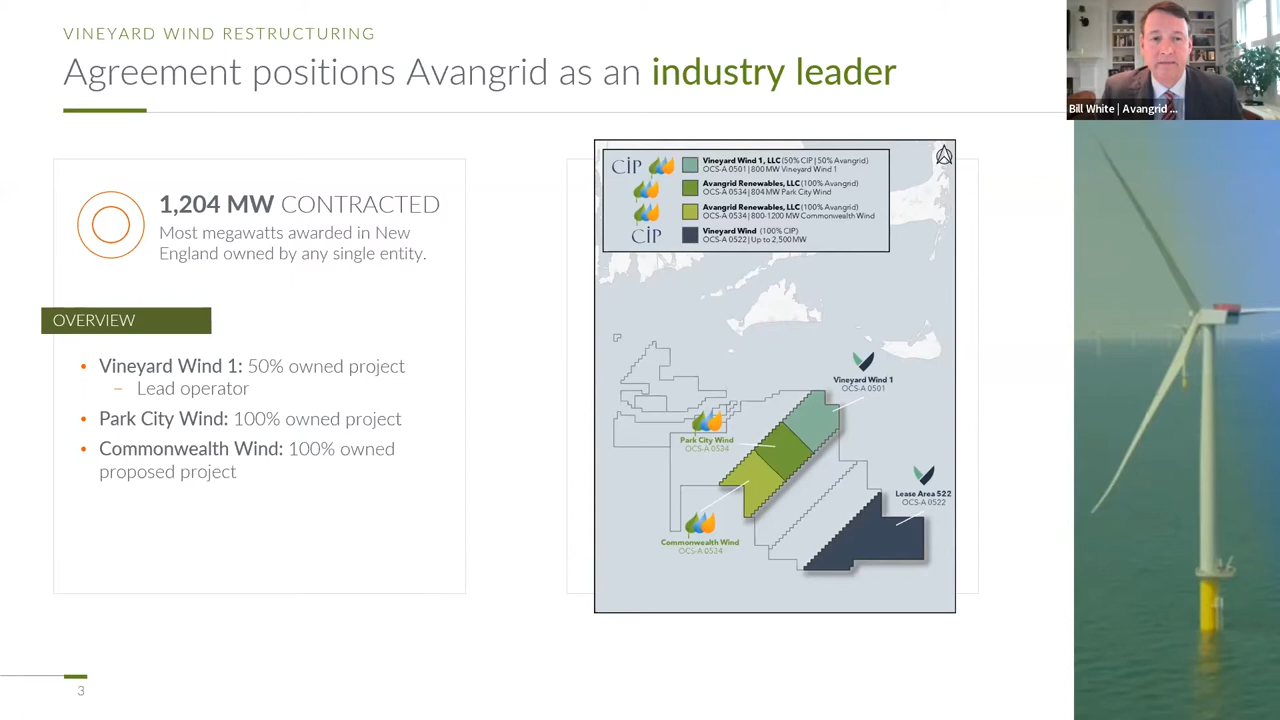 VINEYARD WIND RESTRUCTURING
Agreement positions Avangrid as an industry leader
1,204 MW CONTRACTED
Most megawatts awarded in New
England owned by any single entity.
OVERVIEW
• Vineyard Wind 1: 50% owned project
– Lead operator
• Park City Wind: 100% owned project
• Commonwealth Wind: 100% owned
proposed project
CIP
Vineyard Wind 1, LLC (50% CIP | 50% Avangrid)
OCS-A 0501 | 800 MW Vineyard Wind 1
Avangrid Renewables, LLC (100% Avangrid)
OCS-A 0534 | 804 MW Park City Wind
Avangrid Renewables, LLC (100% Avangrid)
OCS-A 0534 | 800-1200 MW Commonwealth Wind
CIP
Vineyard Wind (100% CIP)
OCS-A 0522 | Up to 2,500 MW
Vineyard Wind 1
OCS-A 0501
Park City Wind
OCS-A 0534
Lease Area 522
OCS-A 0522
Commonwealth Wind
OCS-A 0534
3
Bill White | Avangrid ...